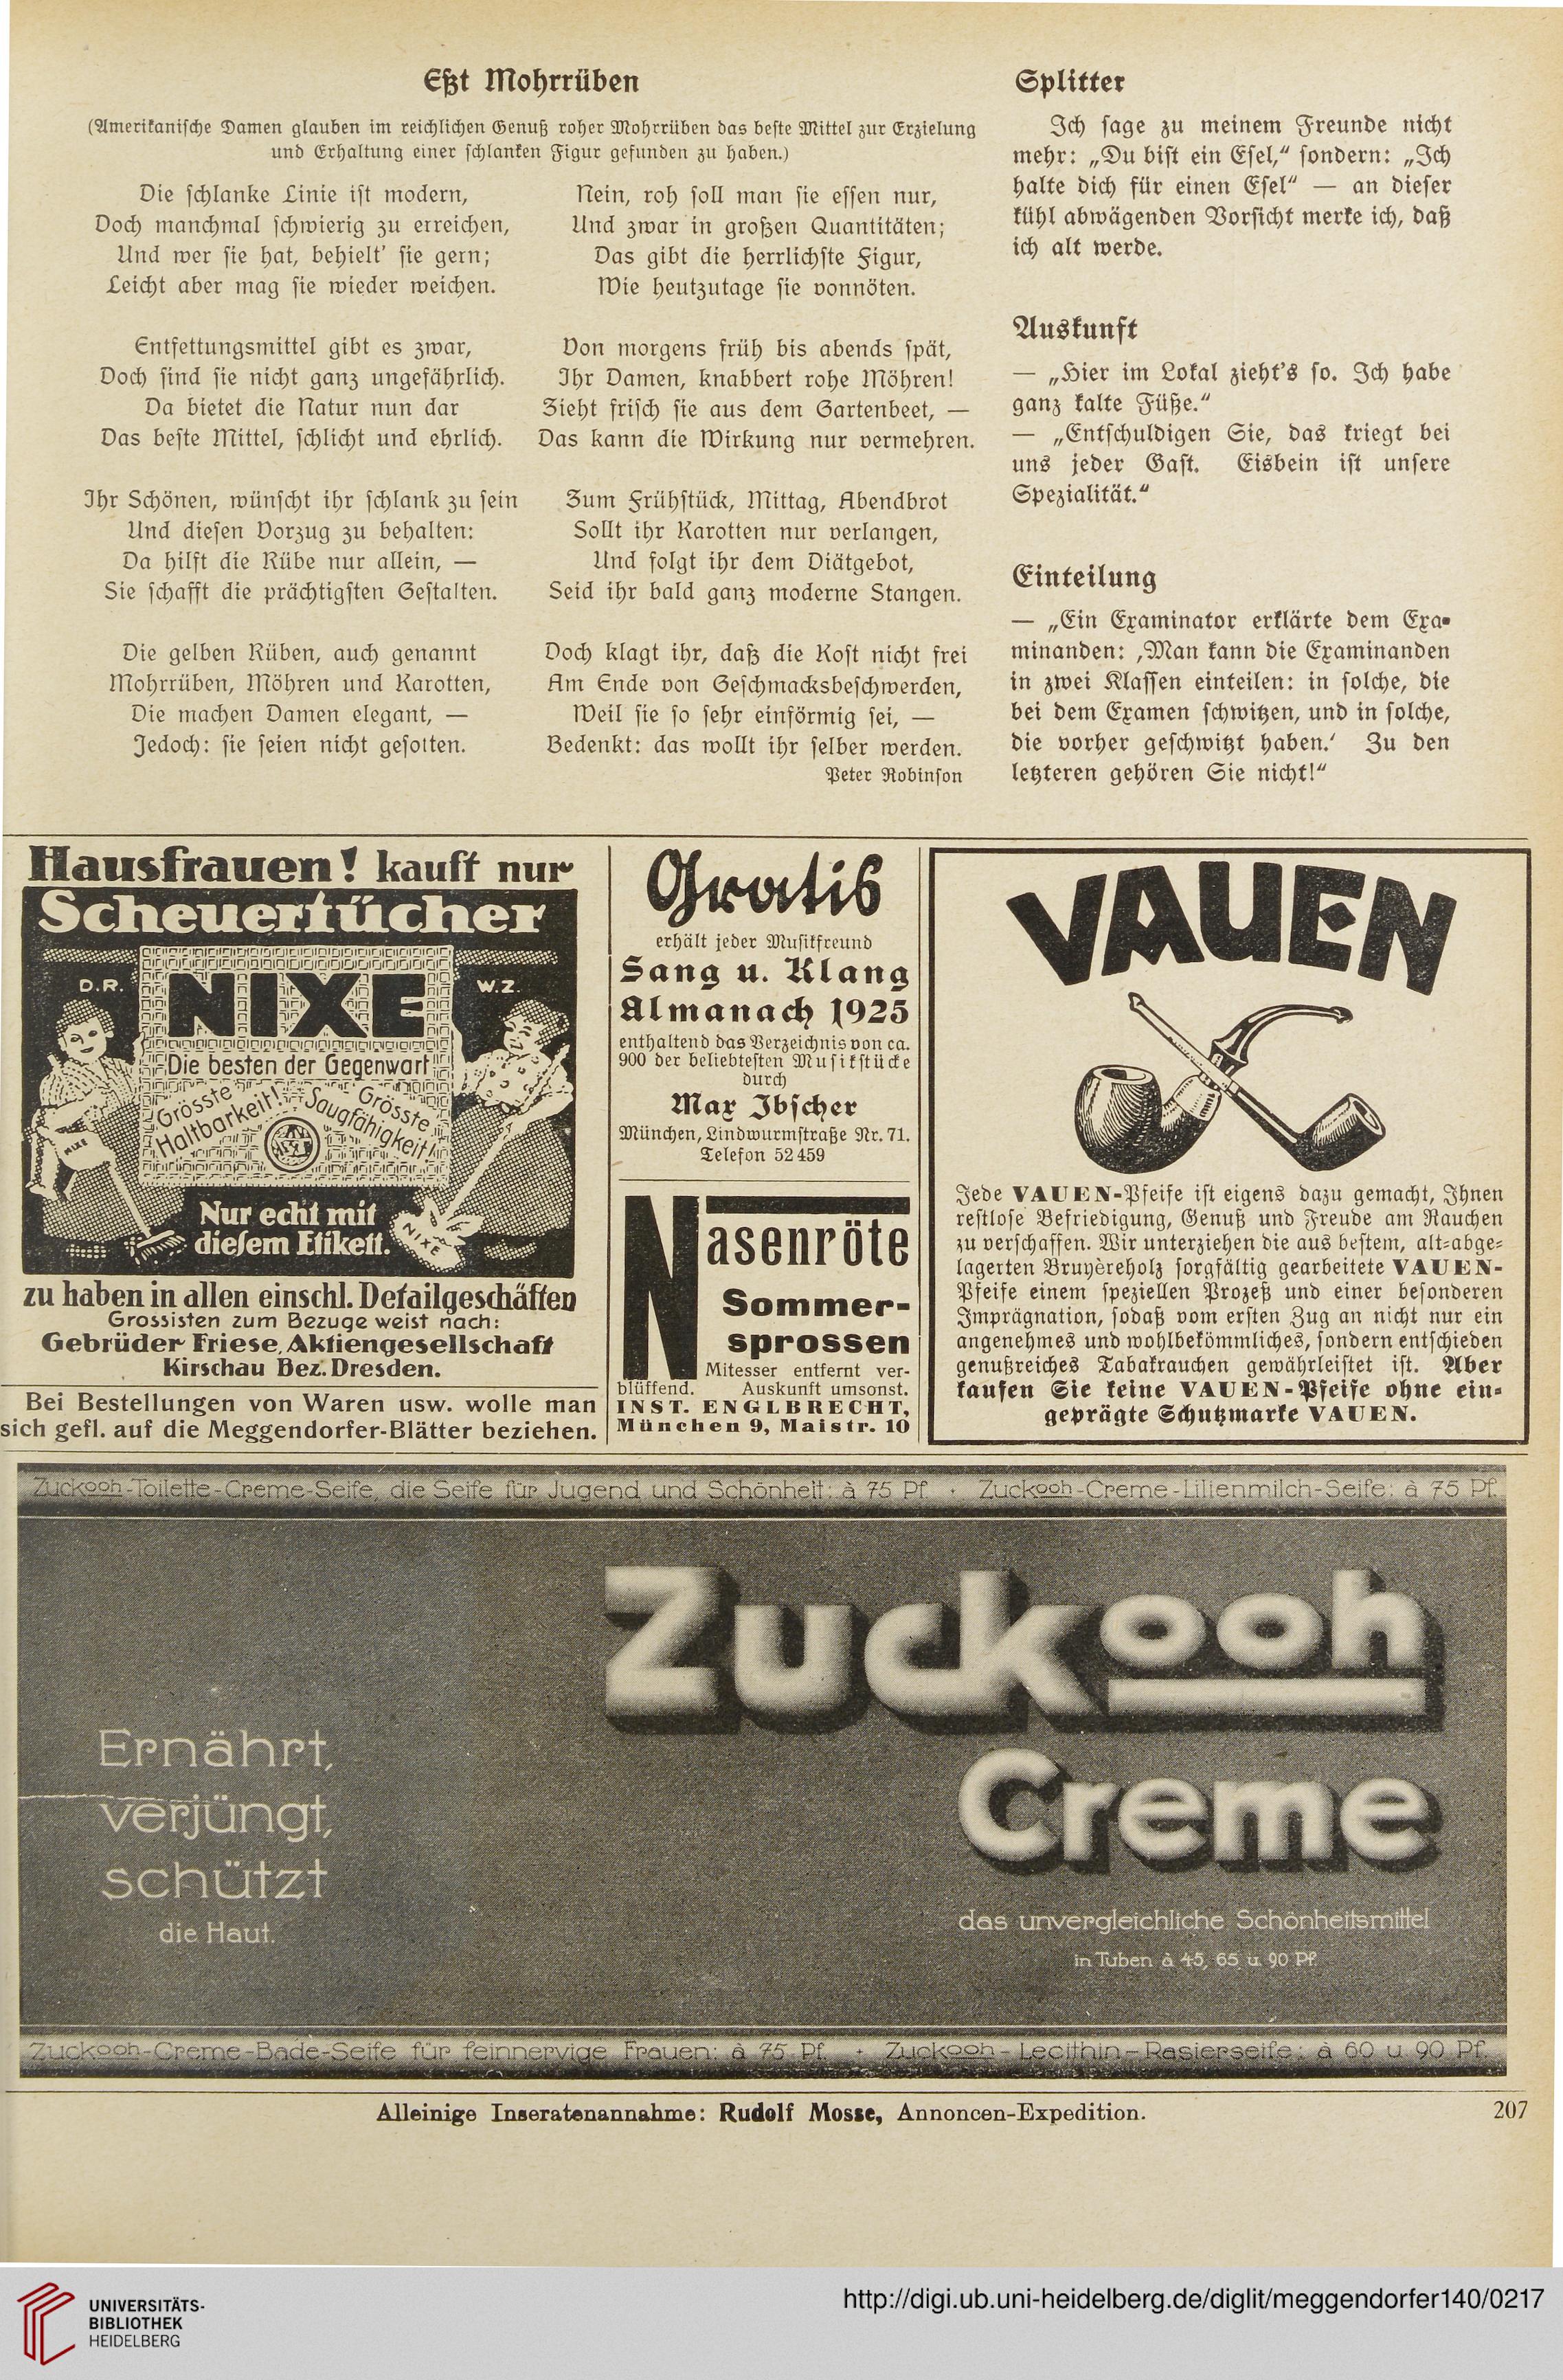 Eßt Mohrrüben
(Amerikanische Damen glauben im reichlichen Genuß roher Mohrrüben das beste Mittel zur Erzielung
und Erhaltung einer schlanken Figur gefunden zu haben.)
Die schlanke Linie ist modern,
Doch manchmal schwierig zu erreichen,
Und wer sie hat, behielt' sie gern;
Leicht aber mag sie wieder weichen.
Entfettungsmittel gibt es zwar,
Doch sind sie nicht ganz ungefährlich.
Da bietet die Natur nun dar
Das beste Mittel, schlicht und ehrlich.
Ihr Schönen, wünscht ihr schlank zu sein
Und diesen Vorzug zu behalten:
Da hilft die Rübe nur allein, —
Sie schafft die prächtigsten Gestalten.
Die gelben Rüben, auch genannt
Mohrrüben, Möhren und Karotten,
Die machen Damen elegant, —
Jedoch: sie seien nicht gesotten.
Nein, roh soll man sie essen nur,
Und zwar in großen Quantitäten;
Das gibt die herrlichste Figur,
Wie heutzutage sie vonnöten.
Von morgens früh bis abends spät,
Ihr Damen, knabbert rohe Möhren!
Zieht frisch sie aus dem Gartenbeet, —
Das kann die Wirkung nur vermehren.
Zum Frühstück, Mittag, Abendbrot
Sollt ihr Karotten nur verlangen,
Und folgt ihr dem Diätgebot,
Seid ihr bald ganz moderne Stangen.
Doch klagt ihr, daß die Kost nicht frei
Am Ende von Geschmacksbeschwerden,
Weil sie so sehr einförmig sei, —
Bedenkt: das wollt ihr selber werden.
Peter Robinson
Splitter
Ich sage zu meinem Freunde nicht
mehr: „Du bist ein Esel,“ sondern: „Ich
halte dich für einen Esel“ — an dieser
kühl abwägenden Vorsicht merke ich, daß
ich alt werde.
Auskunft
— „Hier im Lokal zieht's so. Ich habe
ganz kalte Füße.“
— „Entschuldigen Sie, das kriegt bei
uns jeder Gast. Eisbein ist unsere
Spezialität.“
Einteilung
— „Ein Examinator erklärte dem Exa-
minanden: ‚Man kann die Examinanden
in zwei Klassen einteilen: in solche, die
bei dem Examen schwitzen, und in solche,
die vorher geschwitzt haben.‘ Zu den
letzteren gehören Sie nicht!“
Hausfrauen! kauft nur
Scheuertücher
D.R. W.Z.
NIXE
Die besten der Gegenwart
Grösste Haltbarkeit!
Grösste Saugfähigkeit!
NIXE
NIXE
Nur echt mit
diesem Etikett.
zu haben in allen einschl. Detailgeschäften
Grossisten zum Bezuge weist nach:
Gebrüder Friese, Aktiengesellschaft
Kirschau Bez. Dresden.
Bei Bestellungen von Waren usw. wolle man
sich gefl. auf die Meggendorfer-Blätter beziehen.
Gratis
erhält jeder Musikfreund
Sang u. Klang
Almanach 1925
enthaltend das Verzeichnis von ca.
900 der beliebtesten Musikstücke
durch
Max Ibscher
München, Lindwurmstraße Nr. 71.
Telefon 52459
Nasenröte
Sommer-
sprossen
Mitesser entfernt ver-
blüffend. Auskunft umsonst.
INST. ENGLBRECHT,
München 9, Maistr. 10
VAUEN
Jede VAUEN-Pfeife ist eigens dazu gemacht, Ihnen
restlose Befriedigung, Genuß und Freude am Rauchen
zu verschaffen. Wir unterziehen die aus bestem, alt-abge-
lagerten Bruyèreholz sorgfältig gearbeitete VAUEN-
Pfeife einem speziellen Prozeß und einer besonderen
Imprägnation, sodaß vom ersten Zug an nicht nur ein
angenehmes und wohlbekömmliches, sondern entschieden
genußreiches Tabakrauchen gewährleistet ist. Aber
kaufen Sie keine VAUEN-Pfeife ohne ein-
geprägte Schutzmarke VAUEN.
Zuckooh-Toilette-Creme-Seife, die Seife für Jugend und Schönheit: à 75 Pf. · Zuckooh-Creme-Lilienmilch-Seife: à 75 Pf.
Zuckooh
Creme
Ernährt,
verjüngt,
schützt
die Haut.
das unvergleichliche Schönheitsmittel
in Tuben à 45, 65 u. 90 Pf.
Zuckooh-Creme-Bade-Seife für feinnervige Frauen: à 75 Pf. · Zuckooh-Lecithin-Rasierseife: à 60 u. 90 Pf.
Alleinige Inseratenannahme: Rudolf Mosse, Annoncen-Expedition.
207
UNIVERSITÄTS-
BIBLIOTHEK
HEIDELBERG
http://digi.ub.uni-heidelberg.de/diglit/meggendorfer140/0217